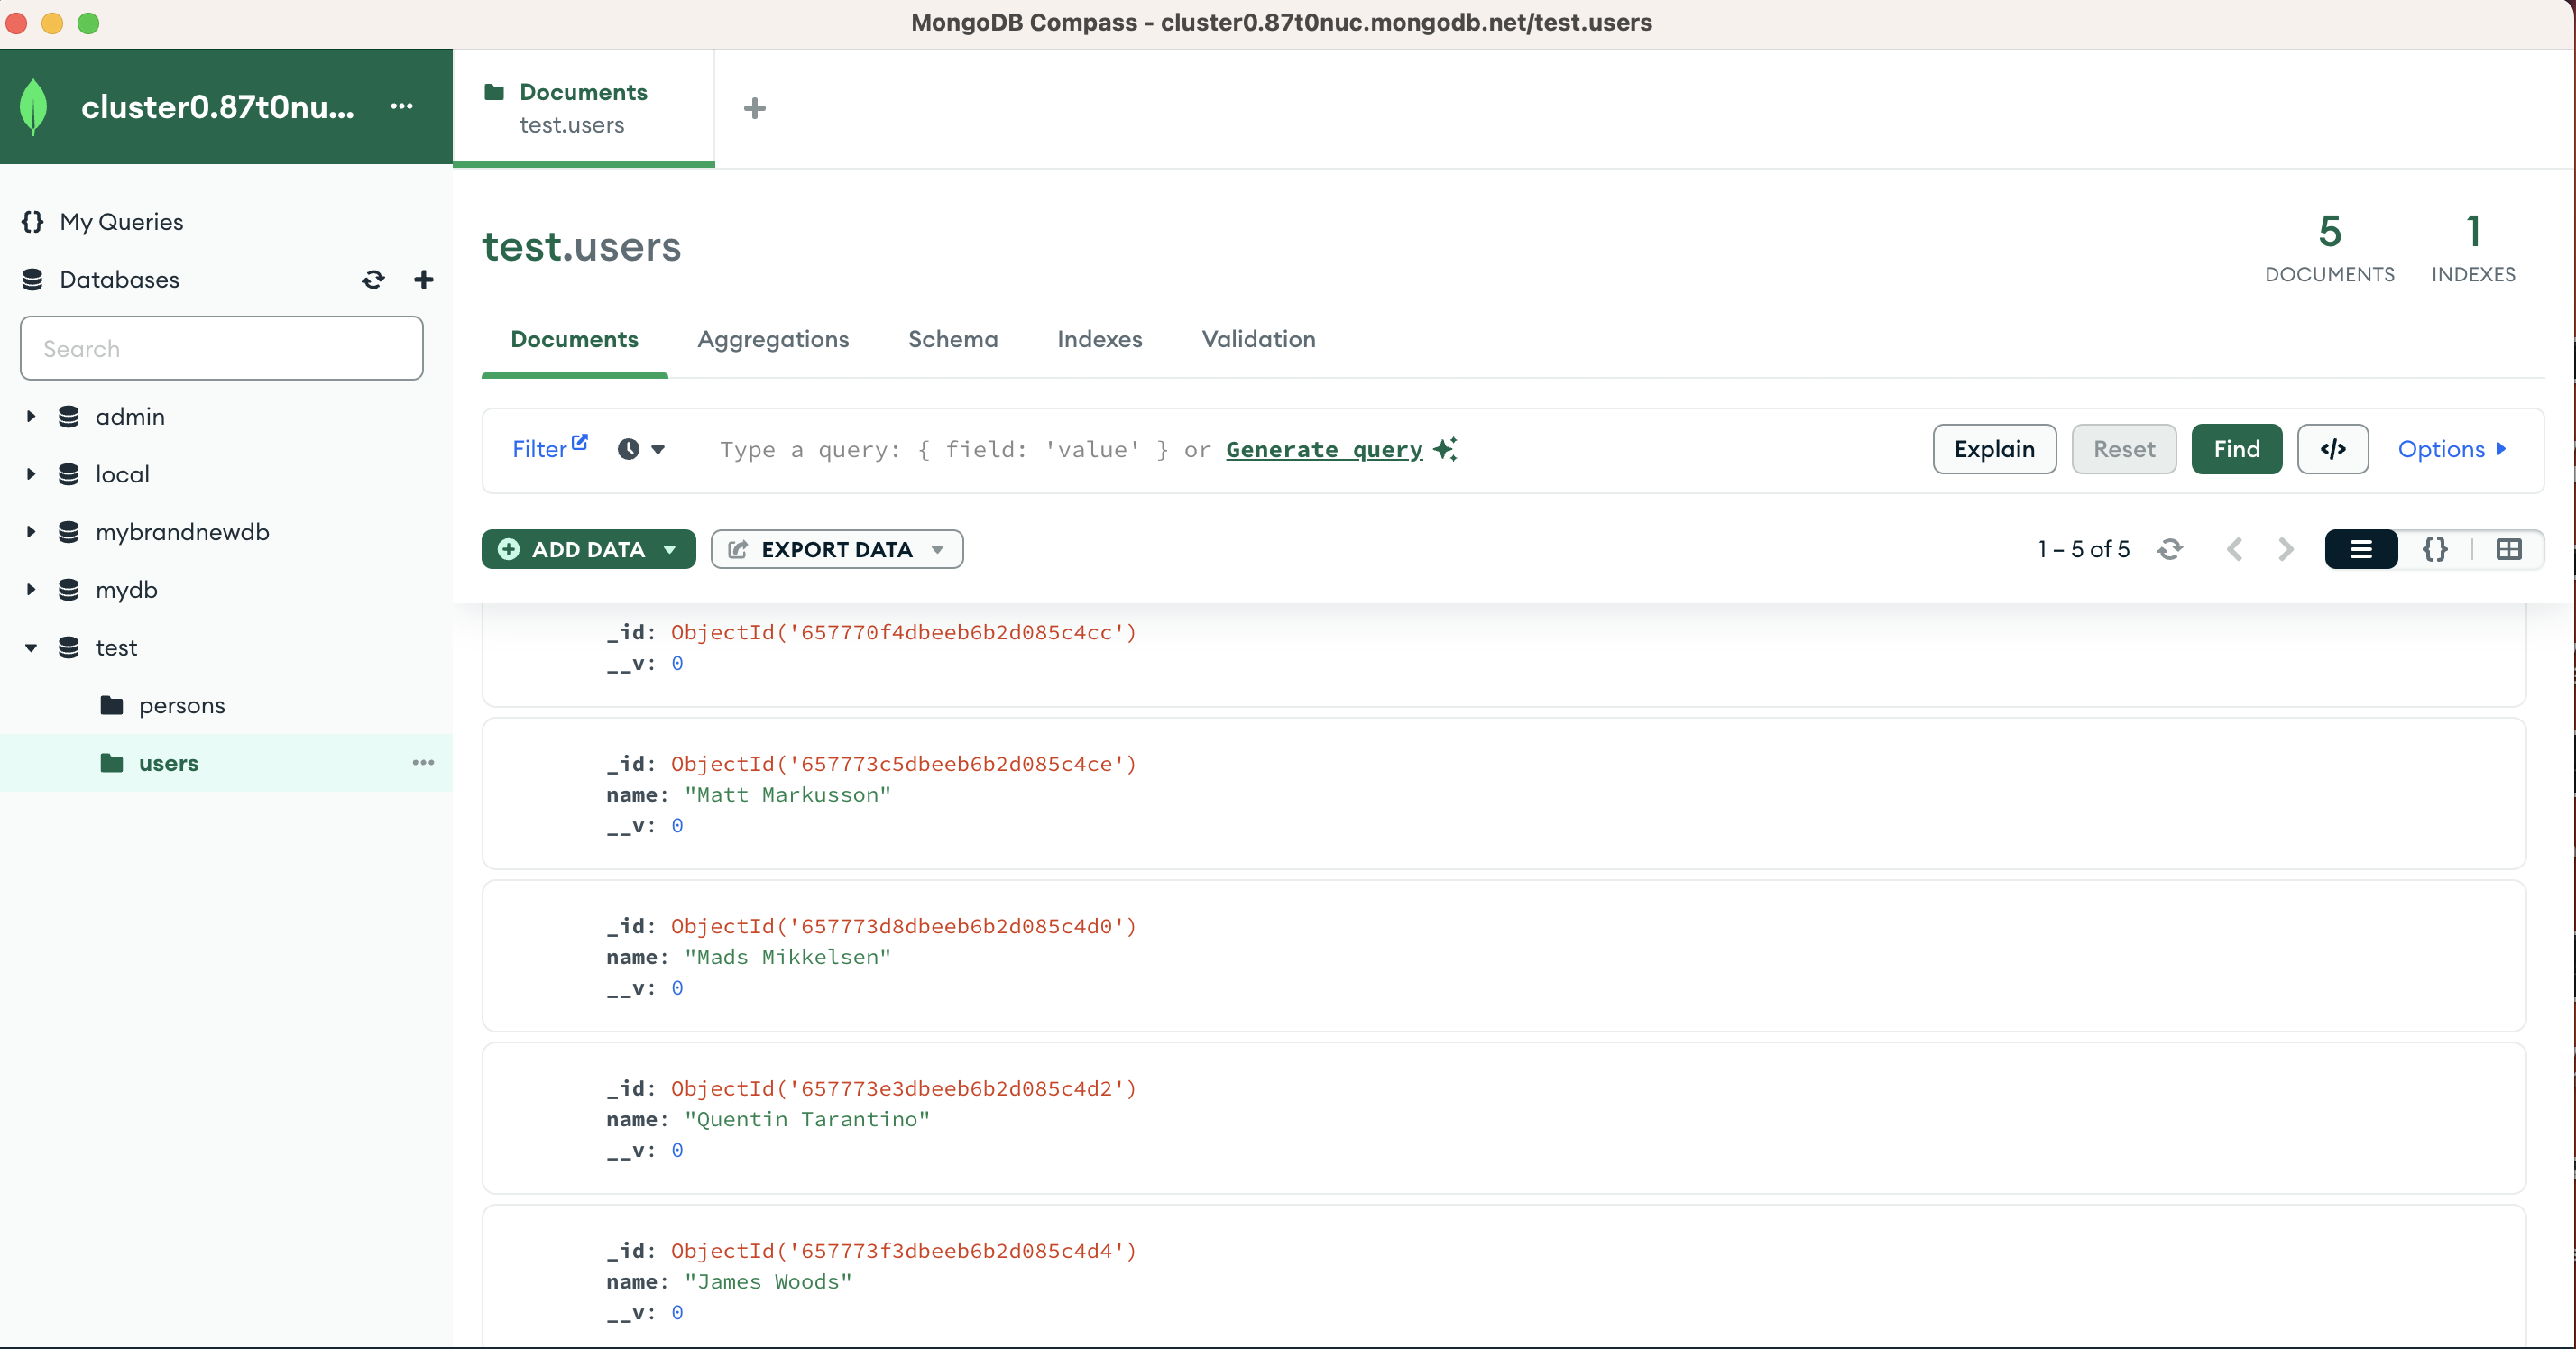 MongoDB Compass - cluster0.87t0nuc.mongodb.net/test.users
cluster0.87t0nu...
My Queries
Databases
Search
admin
local
mybrandnewdb
mydb
test
persons
users
Documents
test.users
test.users
5
DOCUMENTS
1
INDEXES
Documents Aggregations Schema Indexes Validation
Filter Type a query: { field: 'value' } or Generate query Explain Reset Find </> Options
ADD DATA EXPORT DATA 1 – 5 of 5 {}
_id: ObjectId('657770f4dbeeb6b2d085c4cc')
__v: 0
_id: ObjectId('657773c5dbeeb6b2d085c4ce')
name: "Matt Markusson"
__v: 0
_id: ObjectId('657773d8dbeeb6b2d085c4d0')
name: "Mads Mikkelsen"
__v: 0
_id: ObjectId('657773e3dbeeb6b2d085c4d2')
name: "Quentin Tarantino"
__v: 0
_id: ObjectId('657773f3dbeeb6b2d085c4d4')
name: "James Woods"
__v: 0